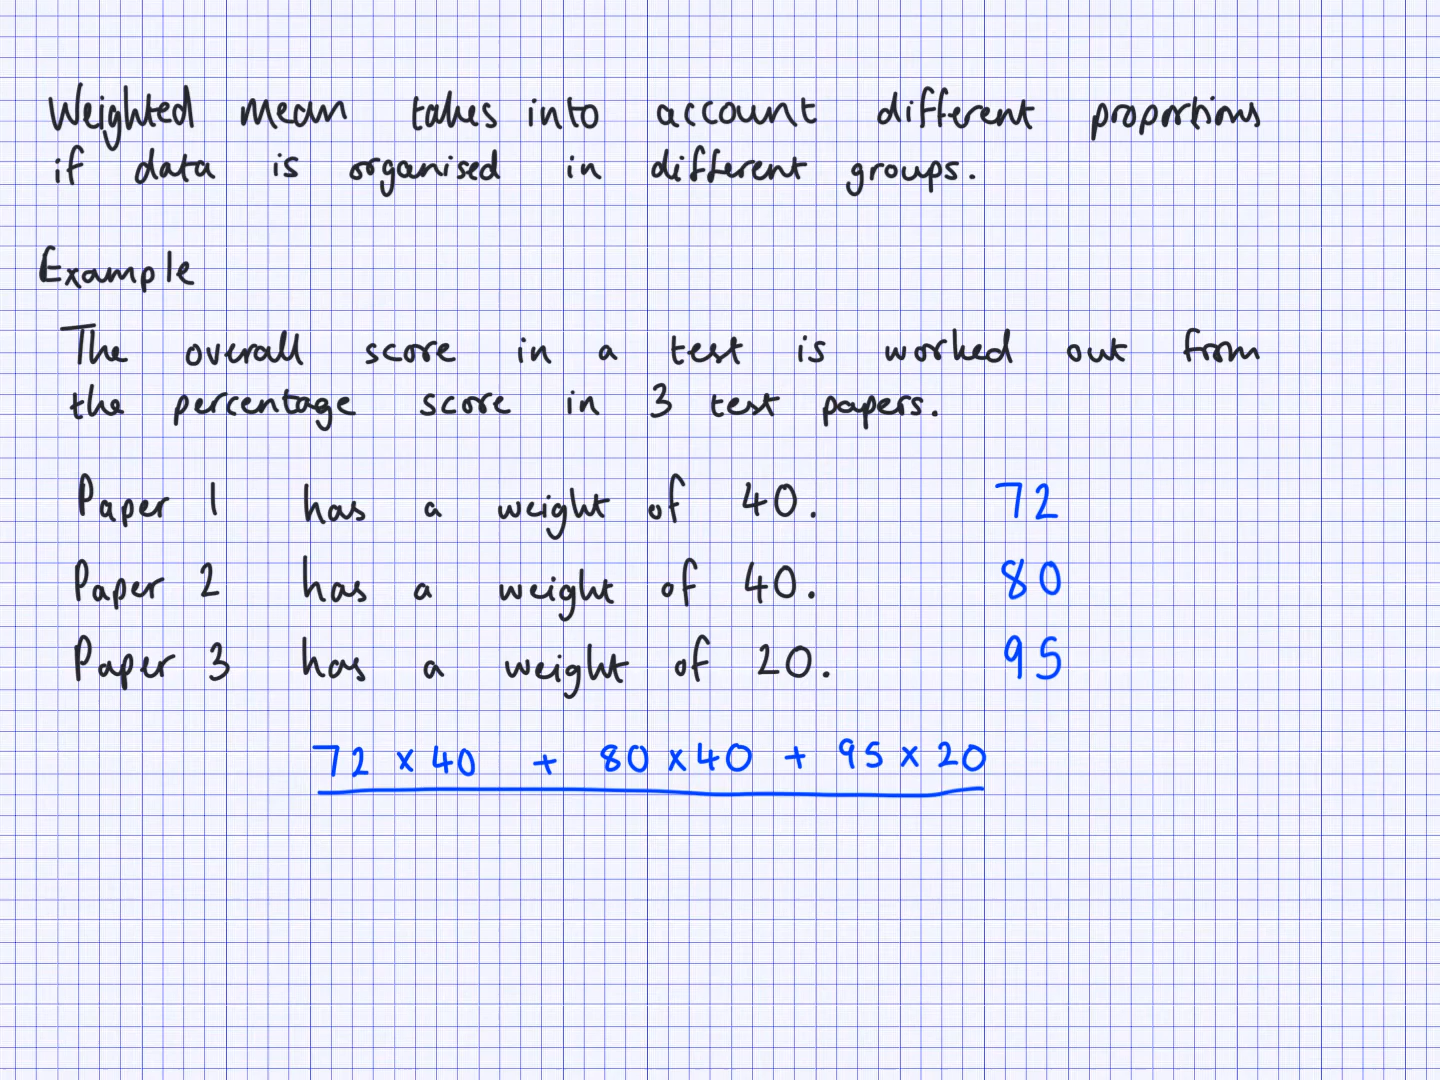 Weighted mean takes into account different proportions
if data is organised in different groups.
Example
The overall score in a test is worked out from
the percentage score in 3 test papers.
Paper 1 has a weight of 40. 72
Paper 2 has a weight of 40. 80
Paper 3 has a weight of 20. 95
72 × 40 + 80 × 40 + 95 × 20